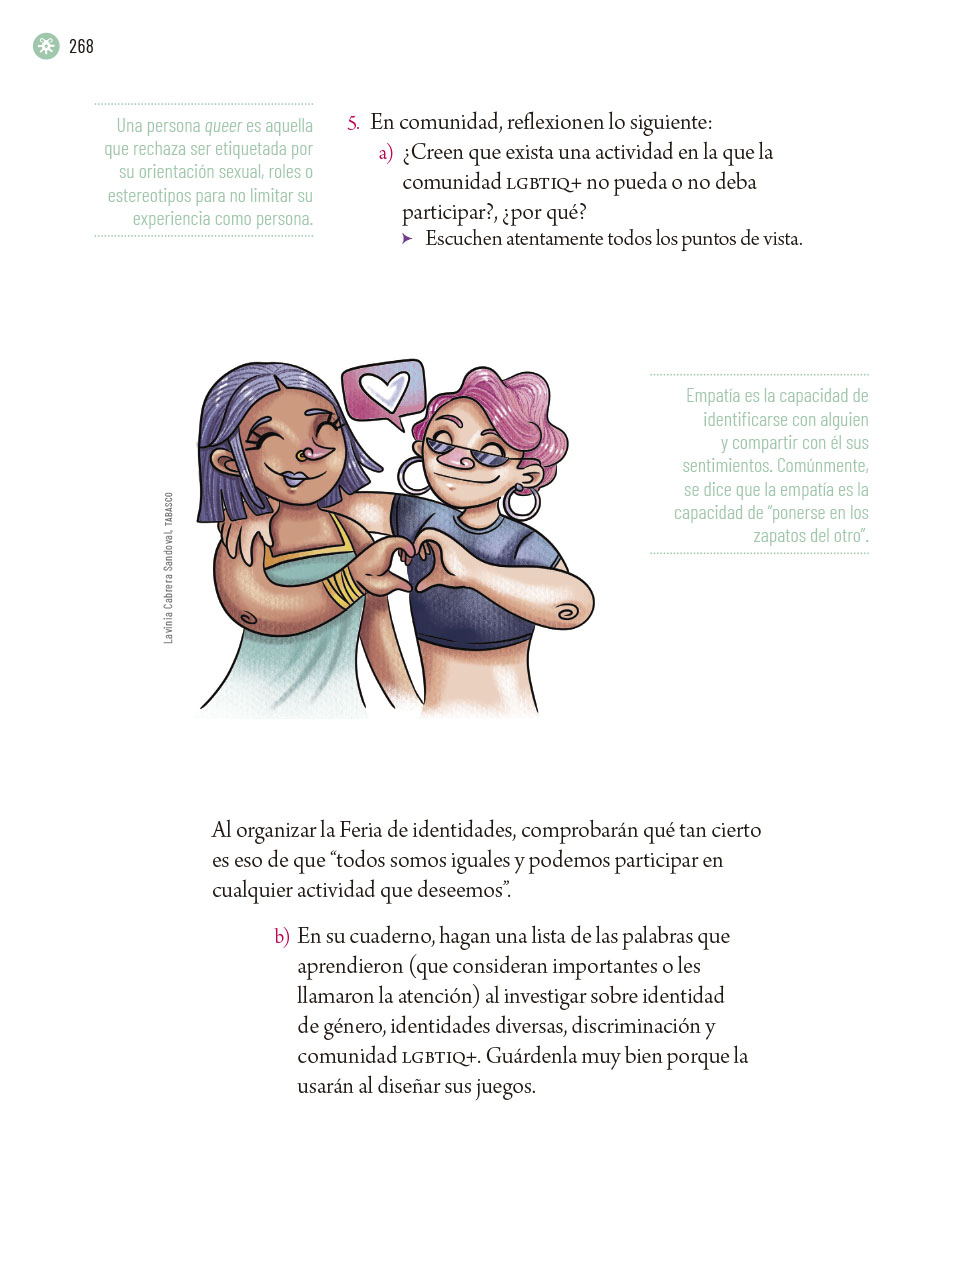 268
Una persona queer es aquella
que rechaza ser etiquetada por
su orientación sexual, roles o
estereotipos para no limitar su
experiencia como persona.
5. En comunidad, reflexionen lo siguiente:
a) ¿Creen que exista una actividad en la que la
comunidad LGBTIQ+ no pueda o no deba
participar?, ¿por qué?
➤ Escuchen atentamente todos los puntos de vista.
Empatía es la capacidad de
identificarse con alguien
y compartir con él sus
sentimientos. Comúnmente,
se dice que la empatía es la
capacidad de "ponerse en los
zapatos del otro".
Lavinia Cabrera Sandoval, TABASCO
Al organizar la Feria de identidades, comprobarán qué tan cierto
es eso de que “todos somos iguales y podemos participar en
cualquier actividad que deseemos”.
b) En su cuaderno, hagan una lista de las palabras que
aprendieron (que consideran importantes o les
llamaron la atención) al investigar sobre identidad
de género, identidades diversas, discriminación y
comunidad LGBTIQ+. Guárdenla muy bien porque la
usarán al diseñar sus juegos.